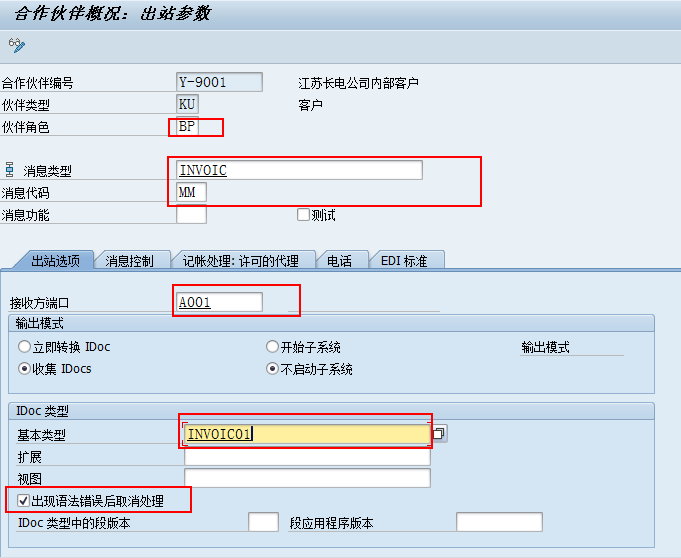 合作伙伴概况：出站参数
合作伙伴编号 Y-9001 江苏长电公司内部客户
伙伴类型 KU 客户
伙伴角色 BP
消息类型 INVOIC
消息代码 MM
消息功能 测试
出站选项 消息控制 记帐处理: 许可的代理 电话 EDI 标准
接收方端口 A001
输出模式
立即转换 IDoc 开始子系统 输出模式
收集 IDocs 不启动子系统
IDoc 类型
基本类型 INVOIC01
扩展
视图
出现语法错误后取消处理
IDoc 类型中的段版本 段应用程序版本